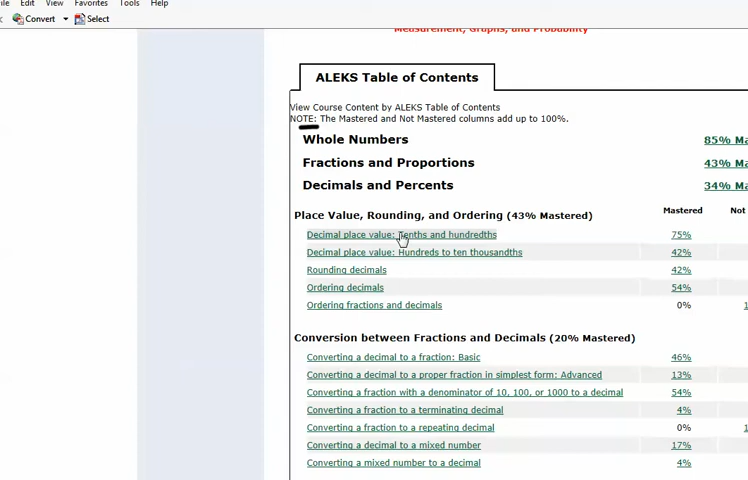 Edit View Favorites Tools Help
Convert Select
Measurement, Graphs, and Probability
ALEKS Table of Contents
View Course Content by ALEKS Table of Contents
NOTE: The Mastered and Not Mastered columns add up to 100%.
Whole Numbers 85% Ma
Fractions and Proportions 43% Ma
Decimals and Percents 34% Ma
Mastered Not
Place Value, Rounding, and Ordering (43% Mastered)
Decimal place value: Tenths and hundredths 75%
Decimal place value: Hundreds to ten thousandths 42%
Rounding decimals 42%
Ordering decimals 54%
Ordering fractions and decimals 0% 1
Conversion between Fractions and Decimals (20% Mastered)
Converting a decimal to a fraction: Basic 46%
Converting a decimal to a proper fraction in simplest form: Advanced 13%
Converting a fraction with a denominator of 10, 100, or 1000 to a decimal 54%
Converting a fraction to a terminating decimal 4%
Converting a fraction to a repeating decimal 0% 1
Converting a decimal to a mixed number 17%
Converting a mixed number to a decimal 4%